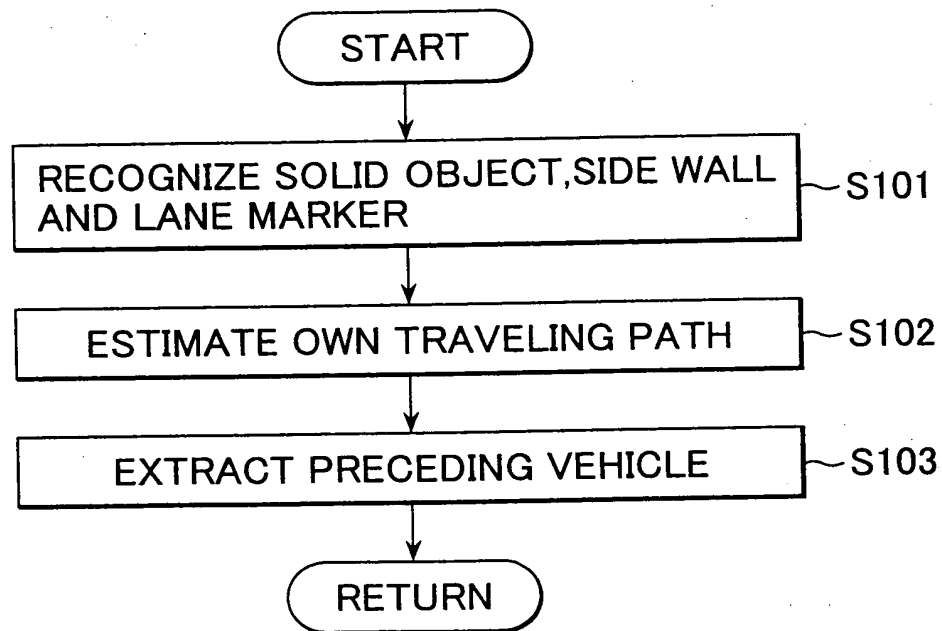 START
RECOGNIZE SOLID OBJECT,SIDE WALL
AND LANE MARKER
S101
ESTIMATE OWN TRAVELING PATH
S102
EXTRACT PRECEDING VEHICLE
S103
RETURN